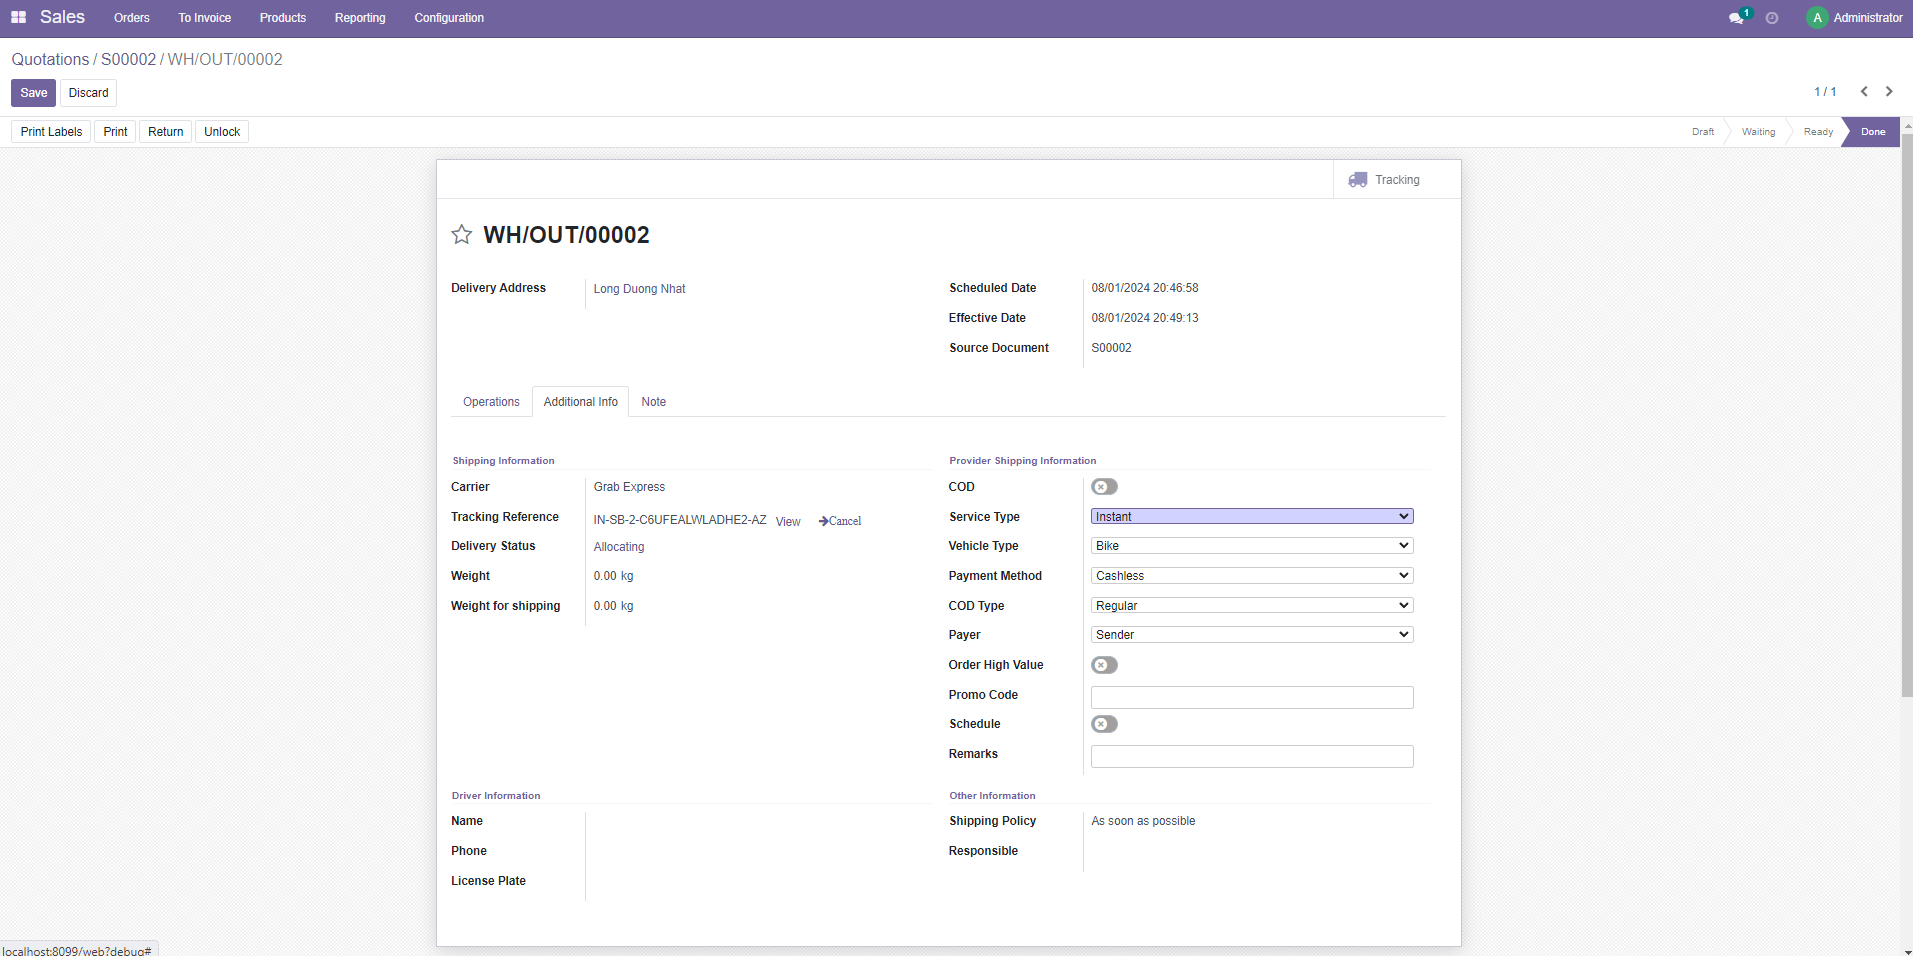 Sales Orders To Invoice Products Reporting Configuration 1 A Administrator
Quotations / S00002 / WH/OUT/00002
Save Discard 1 / 1
Print Labels Print Return Unlock Draft Waiting Ready Done
Tracking
WH/OUT/00002
Delivery Address Long Duong Nhat
Scheduled Date 08/01/2024 20:46:58
Effective Date 08/01/2024 20:49:13
Source Document S00002
Operations Additional Info Note
Shipping Information
Carrier Grab Express
Tracking Reference IN-SB-2-C6UFEALWLADHE2-AZ View Cancel
Delivery Status Allocating
Weight 0.00 kg
Weight for shipping 0.00 kg
Provider Shipping Information
COD
Service Type Instant
Vehicle Type Bike
Payment Method Cashless
COD Type Regular
Payer Sender
Order High Value
Promo Code
Schedule
Remarks
Driver Information
Name
Phone
License Plate
Other Information
Shipping Policy As soon as possible
Responsible
localhost:8099/web?debug#